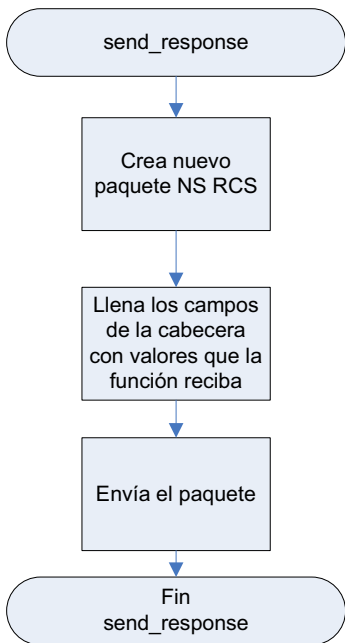 send_response
Crea nuevo
paquete NS RCS
Llena los campos
de la cabecera
con valores que la
función reciba
Envía el paquete
Fin
send_response